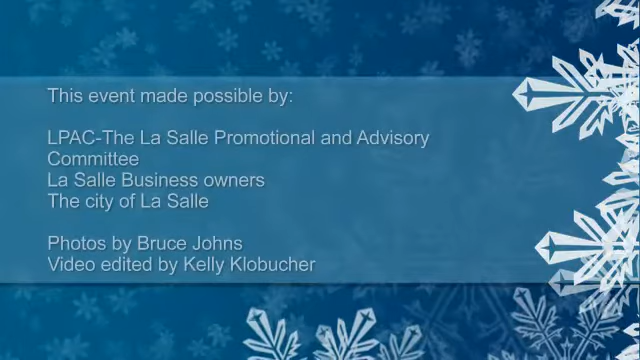 This event made possible by:
LPAC-The La Salle Promotional and Advisory
Committee
La Salle Business owners
The city of La Salle
Photos by Bruce Johns
Video edited by Kelly Klobucher